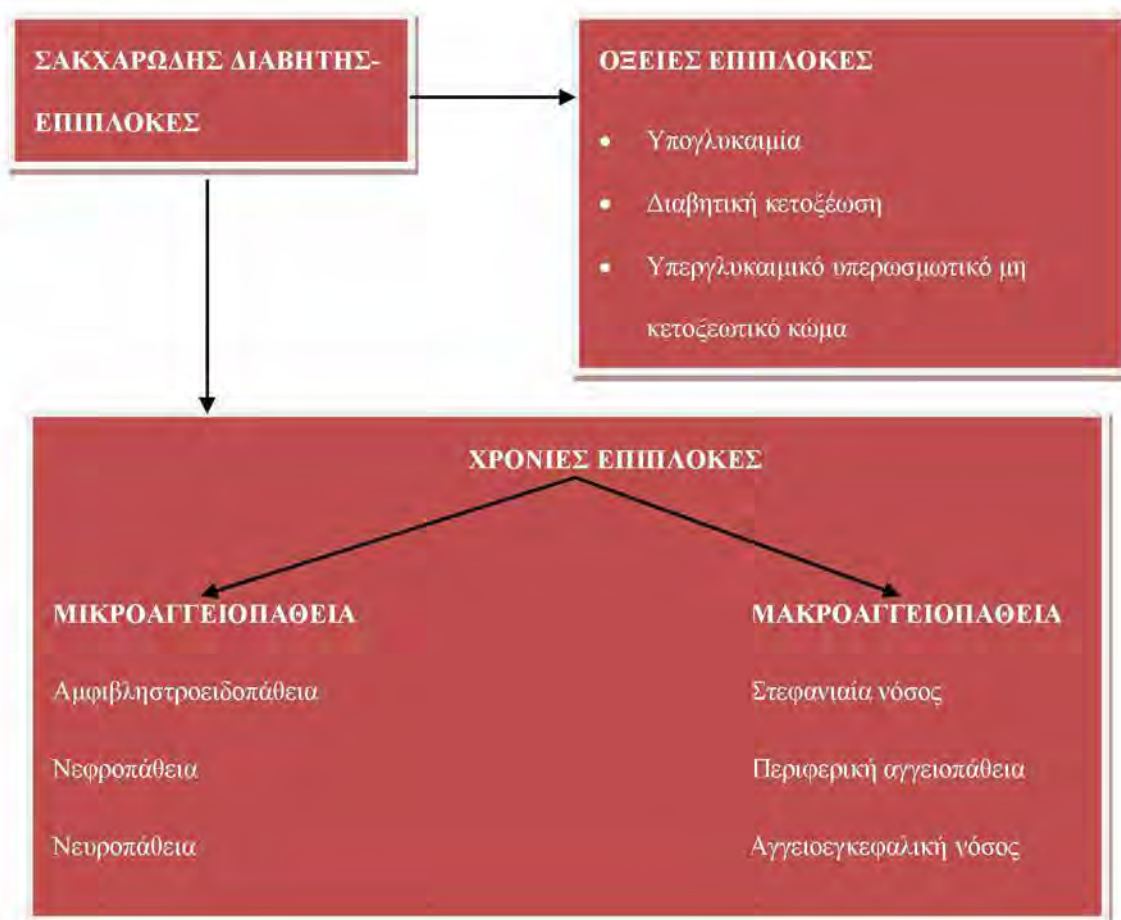 ΣΑΚΧΑΡΩΔΗΣ ΔΙΑΒΗΤΗΣ-
ΕΠΙΠΛΟΚΕΣ
ΟΞΕΙΕΣ ΕΠΙΠΛΟΚΕΣ
• Υπογλυκαιμία
• Διαβητική κετοξέωση
• Υπεργλυκαιμικό υπερωσμωτικό μη
κετοξεωτικό κώμα
ΧΡΟΝΙΕΣ ΕΠΙΠΛΟΚΕΣ
ΜΙΚΡΟΑΓΓΕΙΟΠΑΘΕΙΑ
Αμφιβληστροειδοπάθεια
Νεφροπάθεια
Νευροπάθεια
ΜΑΚΡΟΑΓΓΕΙΟΠΑΘΕΙΑ
Στεφανιαία νόσος
Περιφερική αγγειοπάθεια
Αγγειοεγκεφαλική νόσος